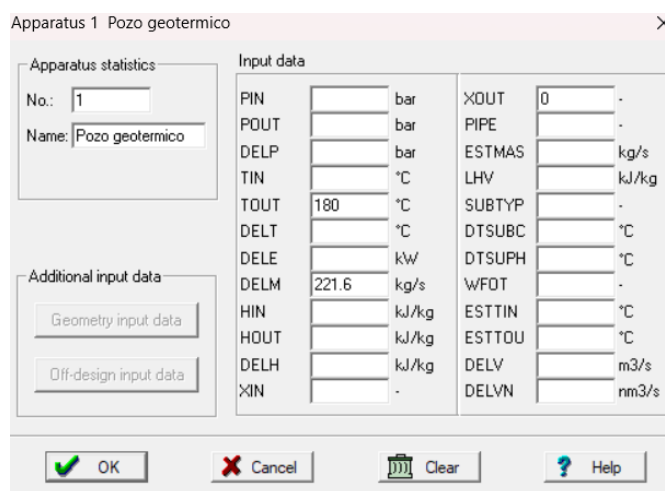 Apparatus 1 Pozo geotermico
Apparatus statistics
No.: 1
Name: Pozo geotermico
Additional input data
Geometry input data
Off-design input data
Input data
PIN bar
POUT bar
DELP bar
TIN °C
TOUT 180 °C
DELT °C
DELE kW
DELM 221.6 kg/s
HIN kJ/kg
HOUT kJ/kg
DELH kJ/kg
XIN -
XOUT 0 -
PIPE -
ESTMAS kg/s
LHV kJ/kg
SUBTYP -
DTSUBC °C
DTSUPH °C
WFOT -
ESTTIN °C
ESTTOU °C
DELV m3/s
DELVN nm3/s
OK Cancel Clear Help